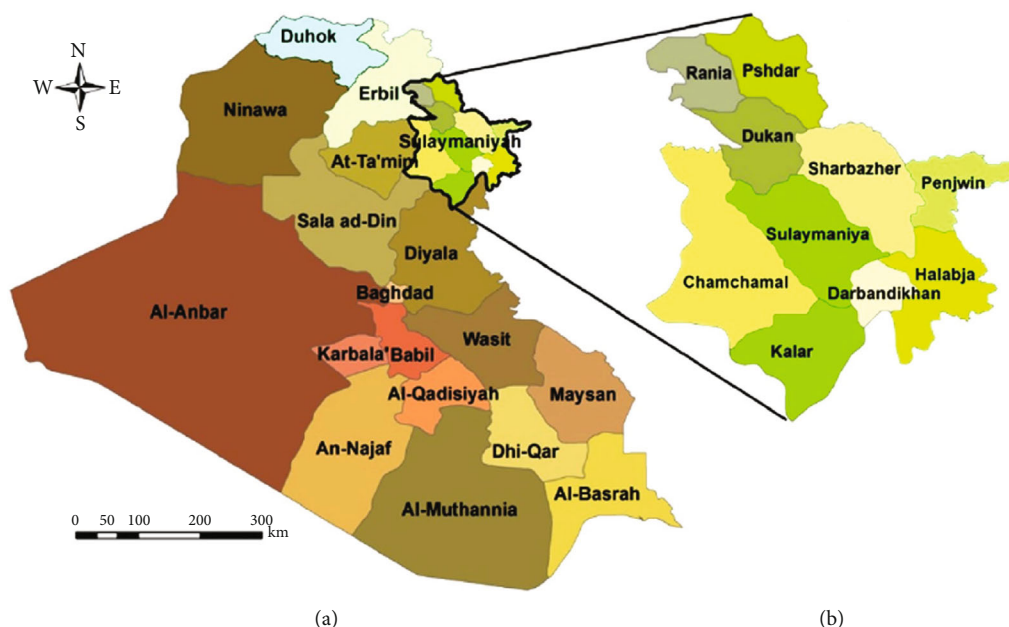 N
W E
S
Duhok
Erbil
Ninawa
Sulaymaniyah
At-Ta'mim
Sala ad-Din
Diyala
Baghdad
Al-Anbar
Wasit
Karbala'
Babil
Al-Qadisiyah
Maysan
An-Najaf
Dhi-Qar
Al-Basrah
Al-Muthannia
0 50 100 200 300
km
(a)
Rania
Pshdar
Dukan
Sharbazher
Penjwin
Sulaymaniya
Chamchamal
Halabja
Darbandikhan
Kalar
(b)